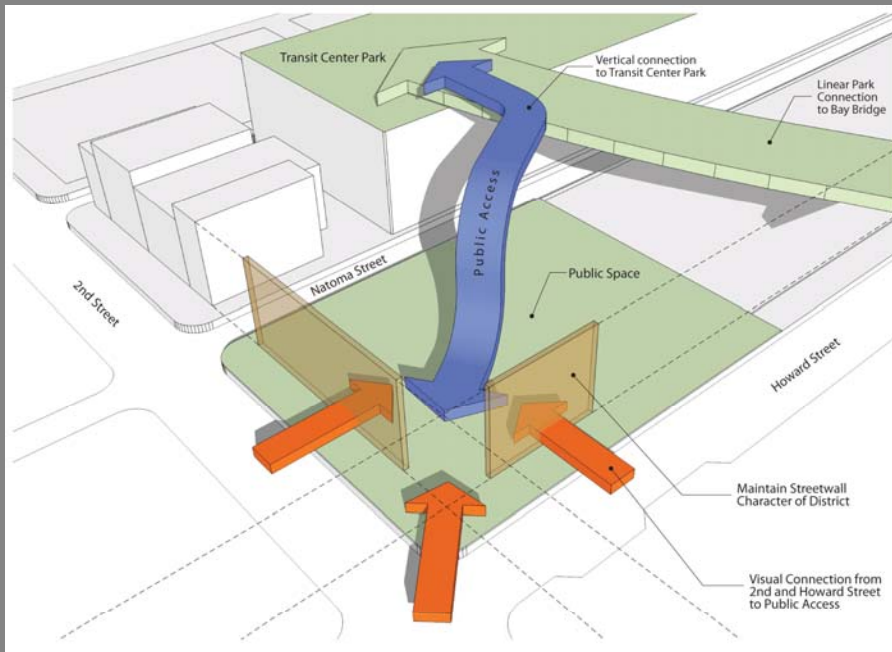 Transit Center Park
Vertical connection
to Transit Center Park
Linear Park
Connection
to Bay Bridge
Public Access
Public Space
Natoma Street
2nd Street
Howard Street
Maintain Streetwall
Character of District
Visual Connection from
2nd and Howard Street
to Public Access